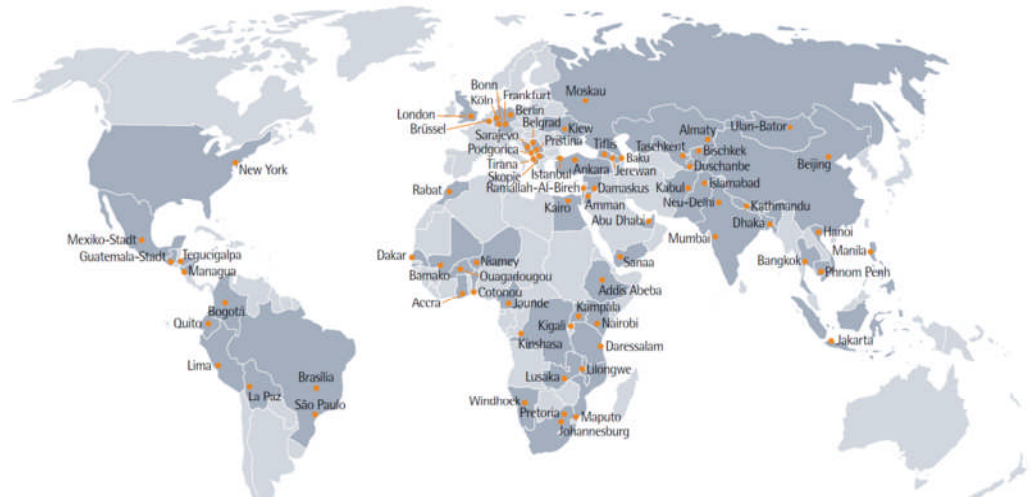 Bonn
Frankfurt
Köln
Berlin
London
Belgrad
Brüssel
Moskau
Kiew
Sarajevo
Pristina
Podgorica
Tirana
Skopje
Istanbul
Ankara
Tiflis
Baku
Jerewan
Taschkent
Almaty
Bischkek
Duschanbe
Ulan-Bator
Beijing
New York
Rabat
Ramallah-Al-Bireh
Damaskus
Amman
Kairo
Abu Dhabi
Kabul
Islamabad
Neu-Delhi
Kathmandu
Dhaka
Mumbai
Hanoi
Manila
Bangkok
Phnom Penh
Mexiko-Stadt
Guatemala-Stadt
Tegucigalpa
Managua
Dakar
Bamako
Niamey
Ouagadougou
Accra
Cotonou
Jaunde
Sanaa
Addis Abeba
Kampala
Kigali
Nairobi
Kinshasa
Daressalam
Bogotá
Quito
Lima
La Paz
Brasília
São Paulo
Jakarta
Lusaka
Lilongwe
Windhoek
Pretoria
Maputo
Johannesburg